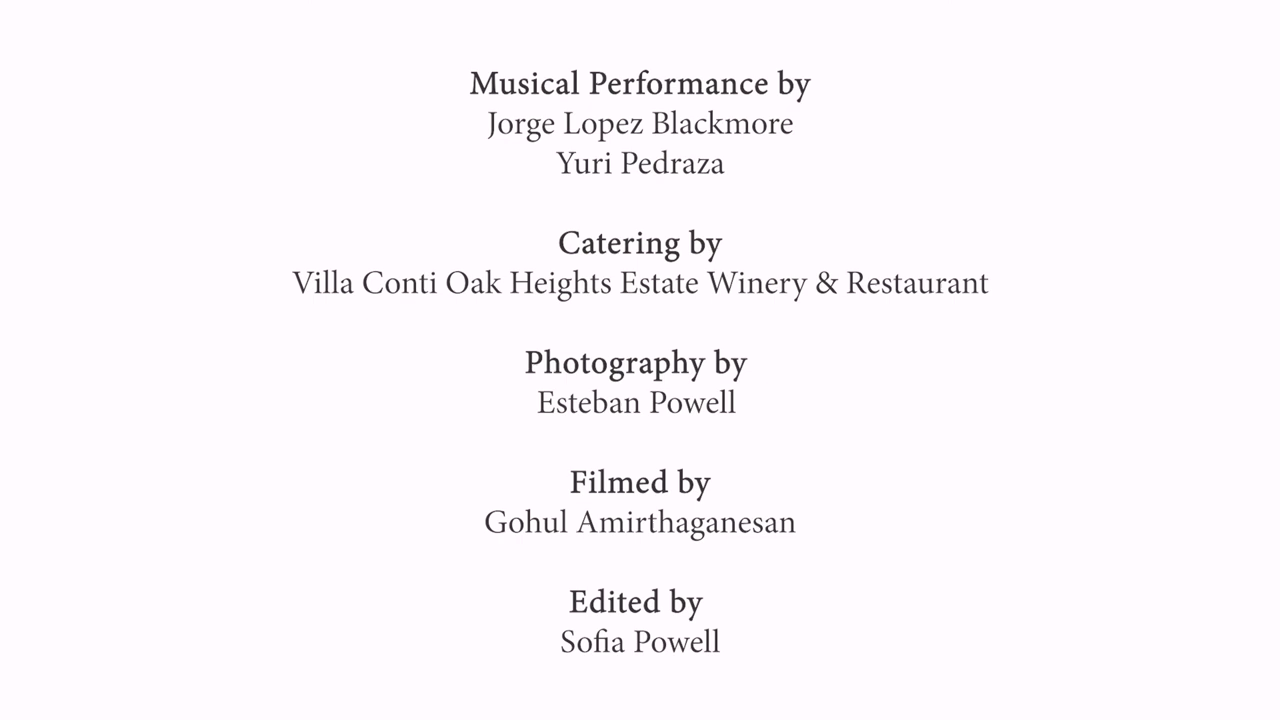 Musical Performance by
Jorge Lopez Blackmore
Yuri Pedraza
Catering by
Villa Conti Oak Heights Estate Winery & Restaurant
Photography by
Esteban Powell
Filmed by
Gohul Amirthaganesan
Edited by
Sofia Powell